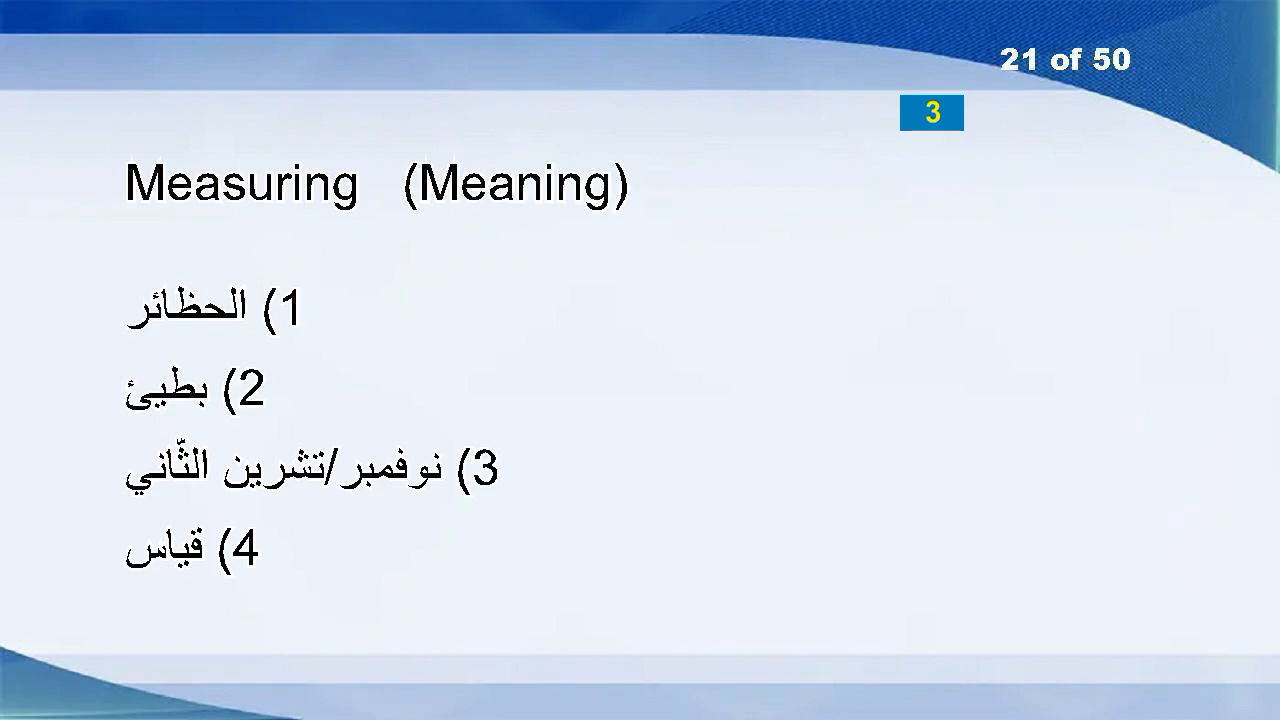 21 of 50
3
Measuring (Meaning)
1) الحظائر
2) بطيئ
3) نوفمبر/تشرين الثّاني
4) قياس